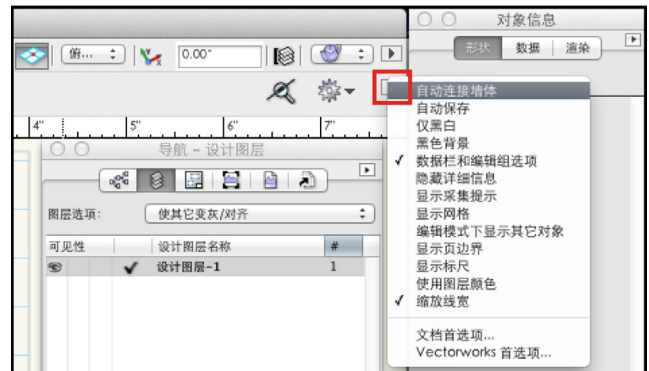 对象信息
俯...
0.00°
形状 数据 渲染
4" 5" 6" 7"
自动连接墙体
自动保存
仅黑白
黑色背景
✓ 数据栏和编辑组选项
隐藏详细信息
显示采集提示
显示网格
编辑模式下显示其它对象
显示页边界
显示标尺
使用图层颜色
✓ 缩放线宽
文档首选项...
Vectorworks 首选项...
导航 - 设计图层
图层选项: 使其它变灰/对齐
可见性 设计图层名称 #
✓ 设计图层-1 1